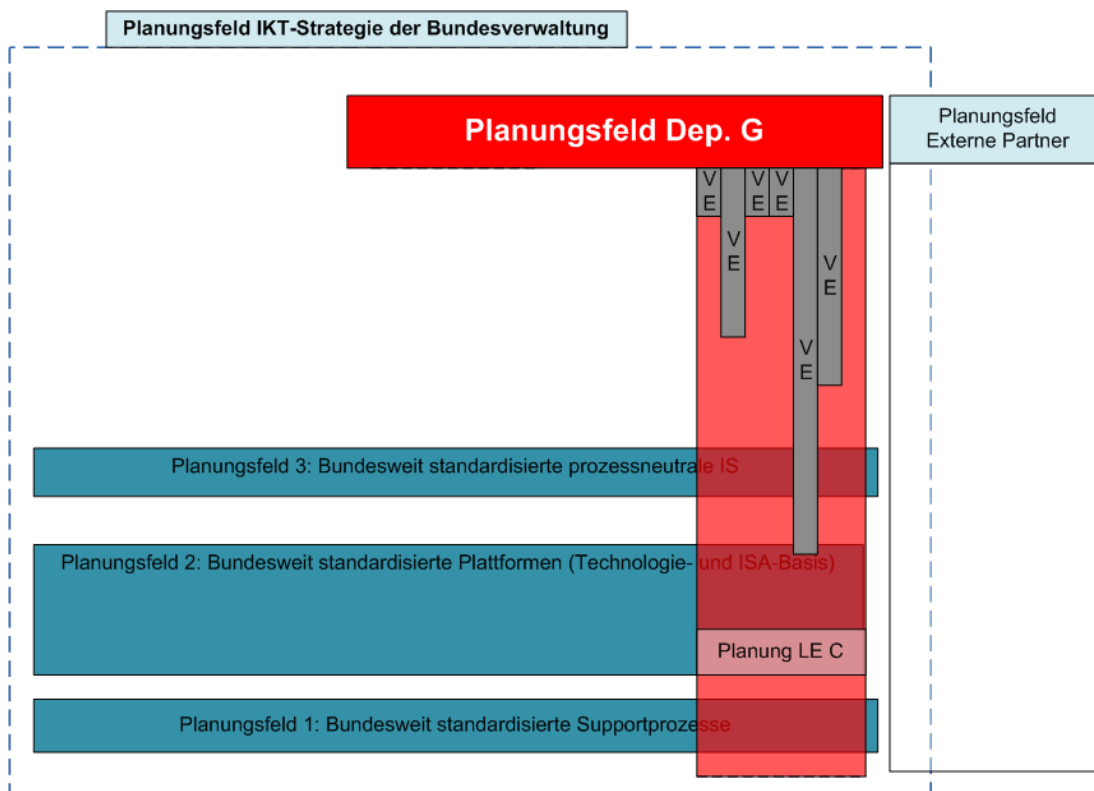 Planungsfeld IKT-Strategie der Bundesverwaltung
Planungsfeld Dep. G
Planungsfeld
Externe Partner
V
E
V
E
V
E
V
E
V
E
V
E
Planungsfeld 3: Bundesweit standardisierte prozessneutrale IS
Planungsfeld 2: Bundesweit standardisierte Plattformen (Technologie- und ISA-Basis)
Planung LE C
Planungsfeld 1: Bundesweit standardisierte Supportprozesse